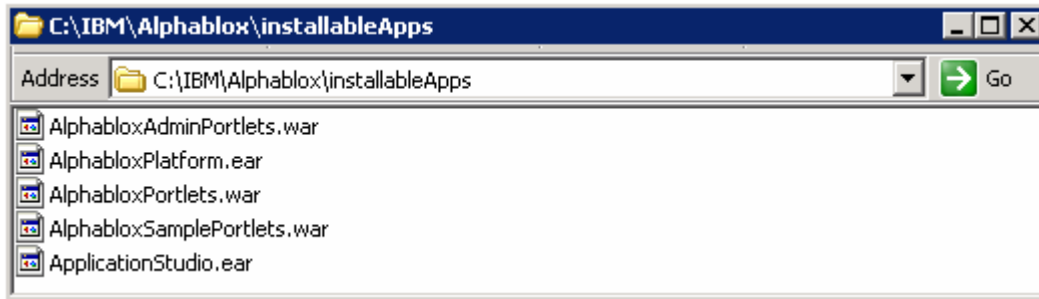 C:\IBM\Alphablox\installableApps
Address C:\IBM\Alphablox\installableApps Go
AlphabloxAdminPortlets.war
AlphabloxPlatform.ear
AlphabloxPortlets.war
AlphabloxSamplePortlets.war
ApplicationStudio.ear